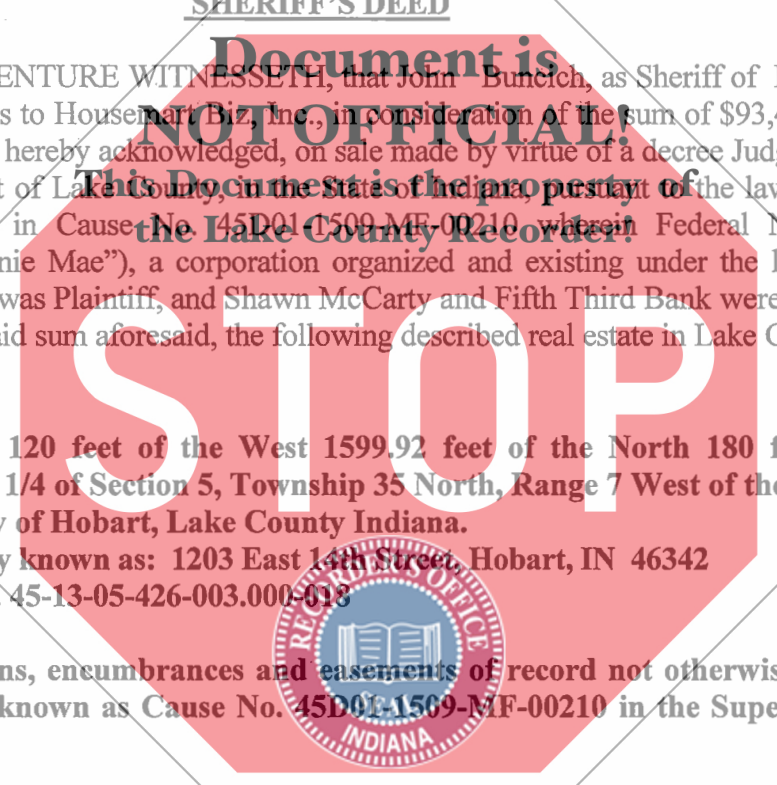 SHERIFF'S DEED
Document is
ENTURE WITNESSETH, that John Buncich, as Sheriff of
NOT OFFICIAL!
s to Housemart Biz, Inc., in consideration of the sum of $93,
hereby acknowledged, on sale made by virtue of a decree Judg
This Document is the property of
t of Lake County, in the State of Indiana, pursuant to the law
the Lake County Recorder!
in Cause No. 45D01-1509-MF-00210 wherein Federal N
nie Mae"), a corporation organized and existing under the l
was Plaintiff, and Shawn McCarty and Fifth Third Bank were
id sum aforesaid, the following described real estate in Lake C
STOP
120 feet of the West 1599.92 feet of the North 180 f
1/4 of Section 5, Township 35 North, Range 7 West of the
y of Hobart, Lake County Indiana.
y known as: 1203 East 14th Street, Hobart, IN 46342
45-13-05-426-003.000-018
RECORDER'S OFFICE
SEAL
INDIANA
ns, encumbrances and easements of record not otherwis
known as Cause No. 45D01-1509-MF-00210 in the Supe